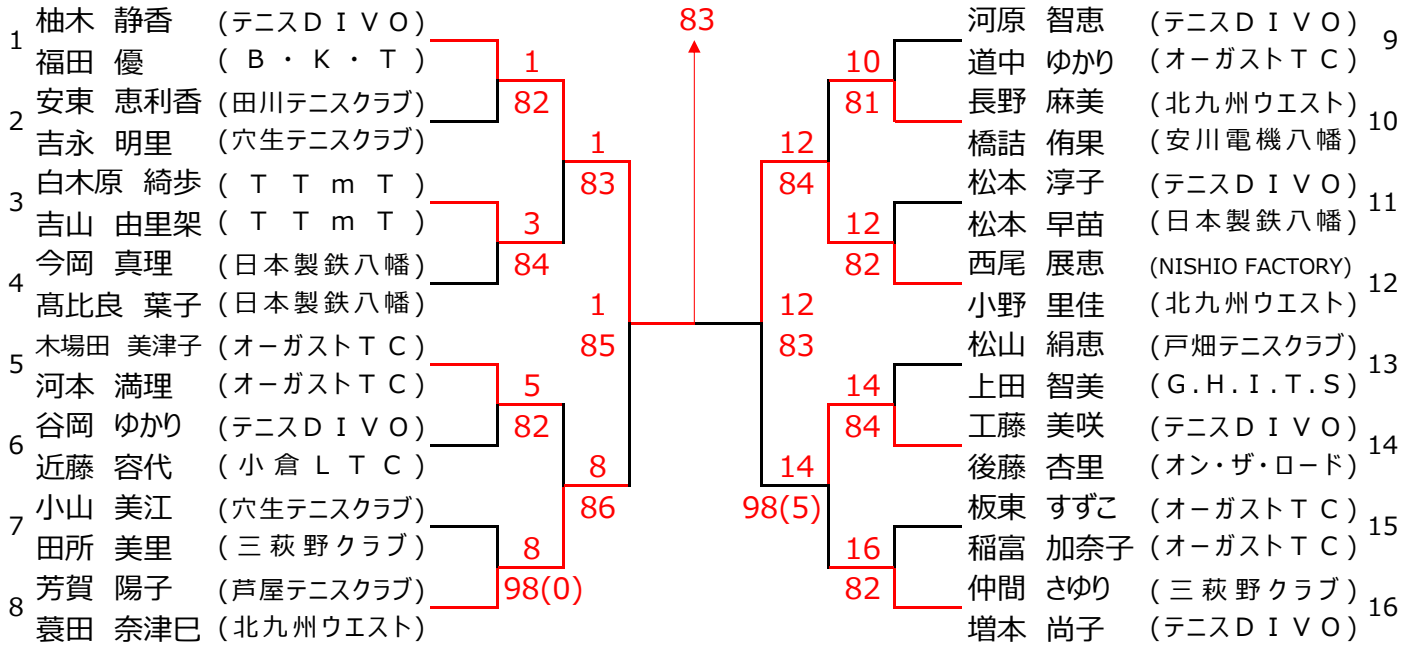 1
柚木 静香 (テニスＤＩＶＯ)
福田 優 (Ｂ・Ｋ・Ｔ)
2
安東 恵利香 (田川テニスクラブ)
吉永 明里 (穴生テニスクラブ)
3
白木原 綺歩 (ＴＴｍＴ)
吉山 由里架 (ＴＴｍＴ)
4
今岡 真理 (日本製鉄八幡)
髙比良 葉子 (日本製鉄八幡)
5
木場田 美津子 (オーガストＴＣ)
河本 満理 (オーガストＴＣ)
6
谷岡 ゆかり (テニスＤＩＶＯ)
近藤 容代 (小倉ＬＴＣ)
7
小山 美江 (穴生テニスクラブ)
田所 美里 (三萩野クラブ)
8
芳賀 陽子 (芦屋テニスクラブ)
蓑田 奈津巳 (北九州ウエスト)
1
82
3
84
5
82
8
98(0)
1
83
8
86
1
85
83
12
83
12
84
14
98(5)
10
81
12
82
14
84
16
82
河原 智恵 (テニスＤＩＶＯ)
道中 ゆかり (オーガストＴＣ)
9
長野 麻美 (北九州ウエスト)
橋詰 侑果 (安川電機八幡)
10
松本 淳子 (テニスＤＩＶＯ)
松本 早苗 (日本製鉄八幡)
11
西尾 展恵 (NISHIO FACTORY)
小野 里佳 (北九州ウエスト)
12
松山 絹恵 (戸畑テニスクラブ)
上田 智美 (Ｇ.Ｈ.Ｉ.Ｔ.Ｓ)
13
工藤 美咲 (テニスＤＩＶＯ)
後藤 杏里 (オン・ザ・ロード)
14
板東 すずこ (オーガストＴＣ)
稲富 加奈子 (オーガストＴＣ)
15
仲間 さゆり (三萩野クラブ)
増本 尚子 (テニスＤＩＶＯ)
16